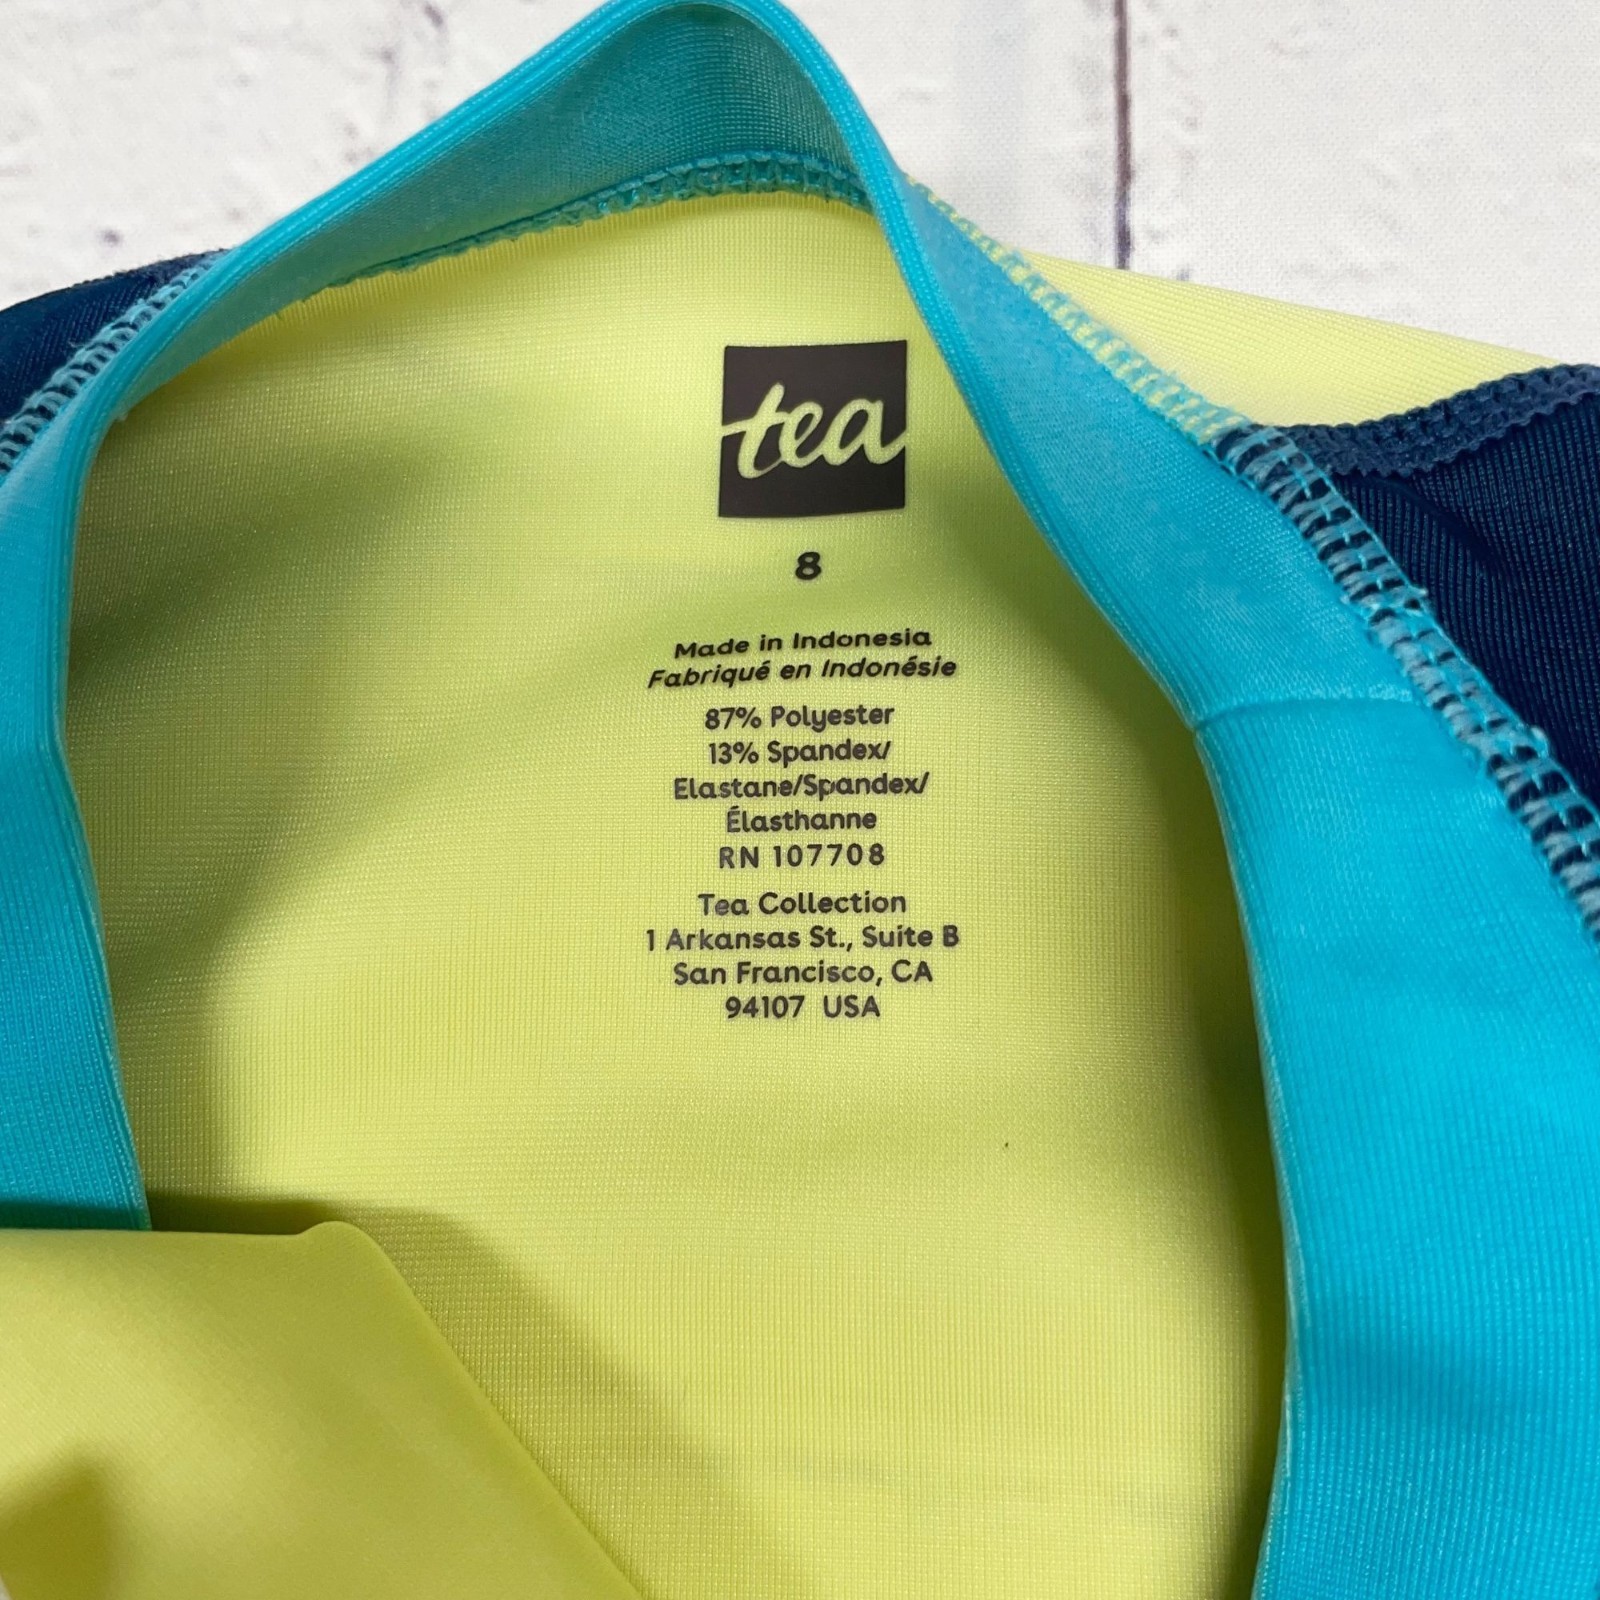 tea
8
Made in Indonesia
Fabriqué en Indonésie
87% Polyester
13% Spandex/
Elastane/Spandex/
Élasthanne
RN 107708
Tea Collection
1 Arkansas St., Suite B
San Francisco, CA
94107 USA